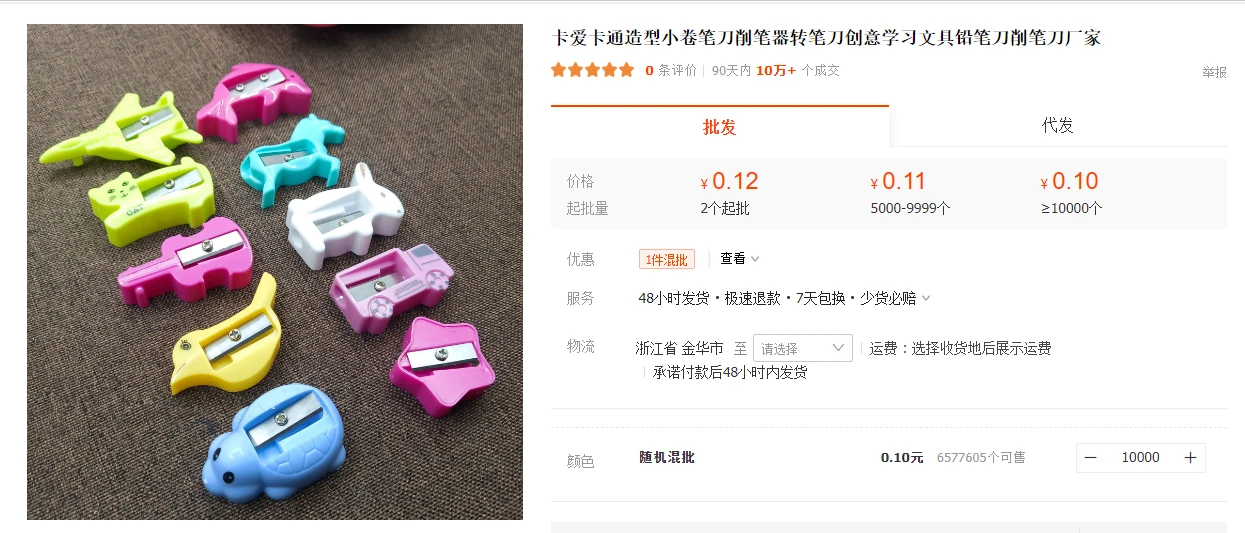 卡爱卡通造型小卷笔刀削笔器转笔刀创意学习文具铅笔刀削笔刀厂家
0 条评价 90天内 10万+ 个成交
举报
批发 代发
价格 ¥ 0.12 ¥ 0.11 ¥ 0.10
起批量 2个起批 5000-9999个 ≥10000个
优惠 1件混批 查看
服务 48小时发货·极速退款·7天包换·少货必赔
物流 浙江省 金华市 至 请选择 运费：选择收货地后展示运费
承诺付款后48小时内发货
颜色 随机混批 0.10元 6577605个可售 − 10000 +
CAT